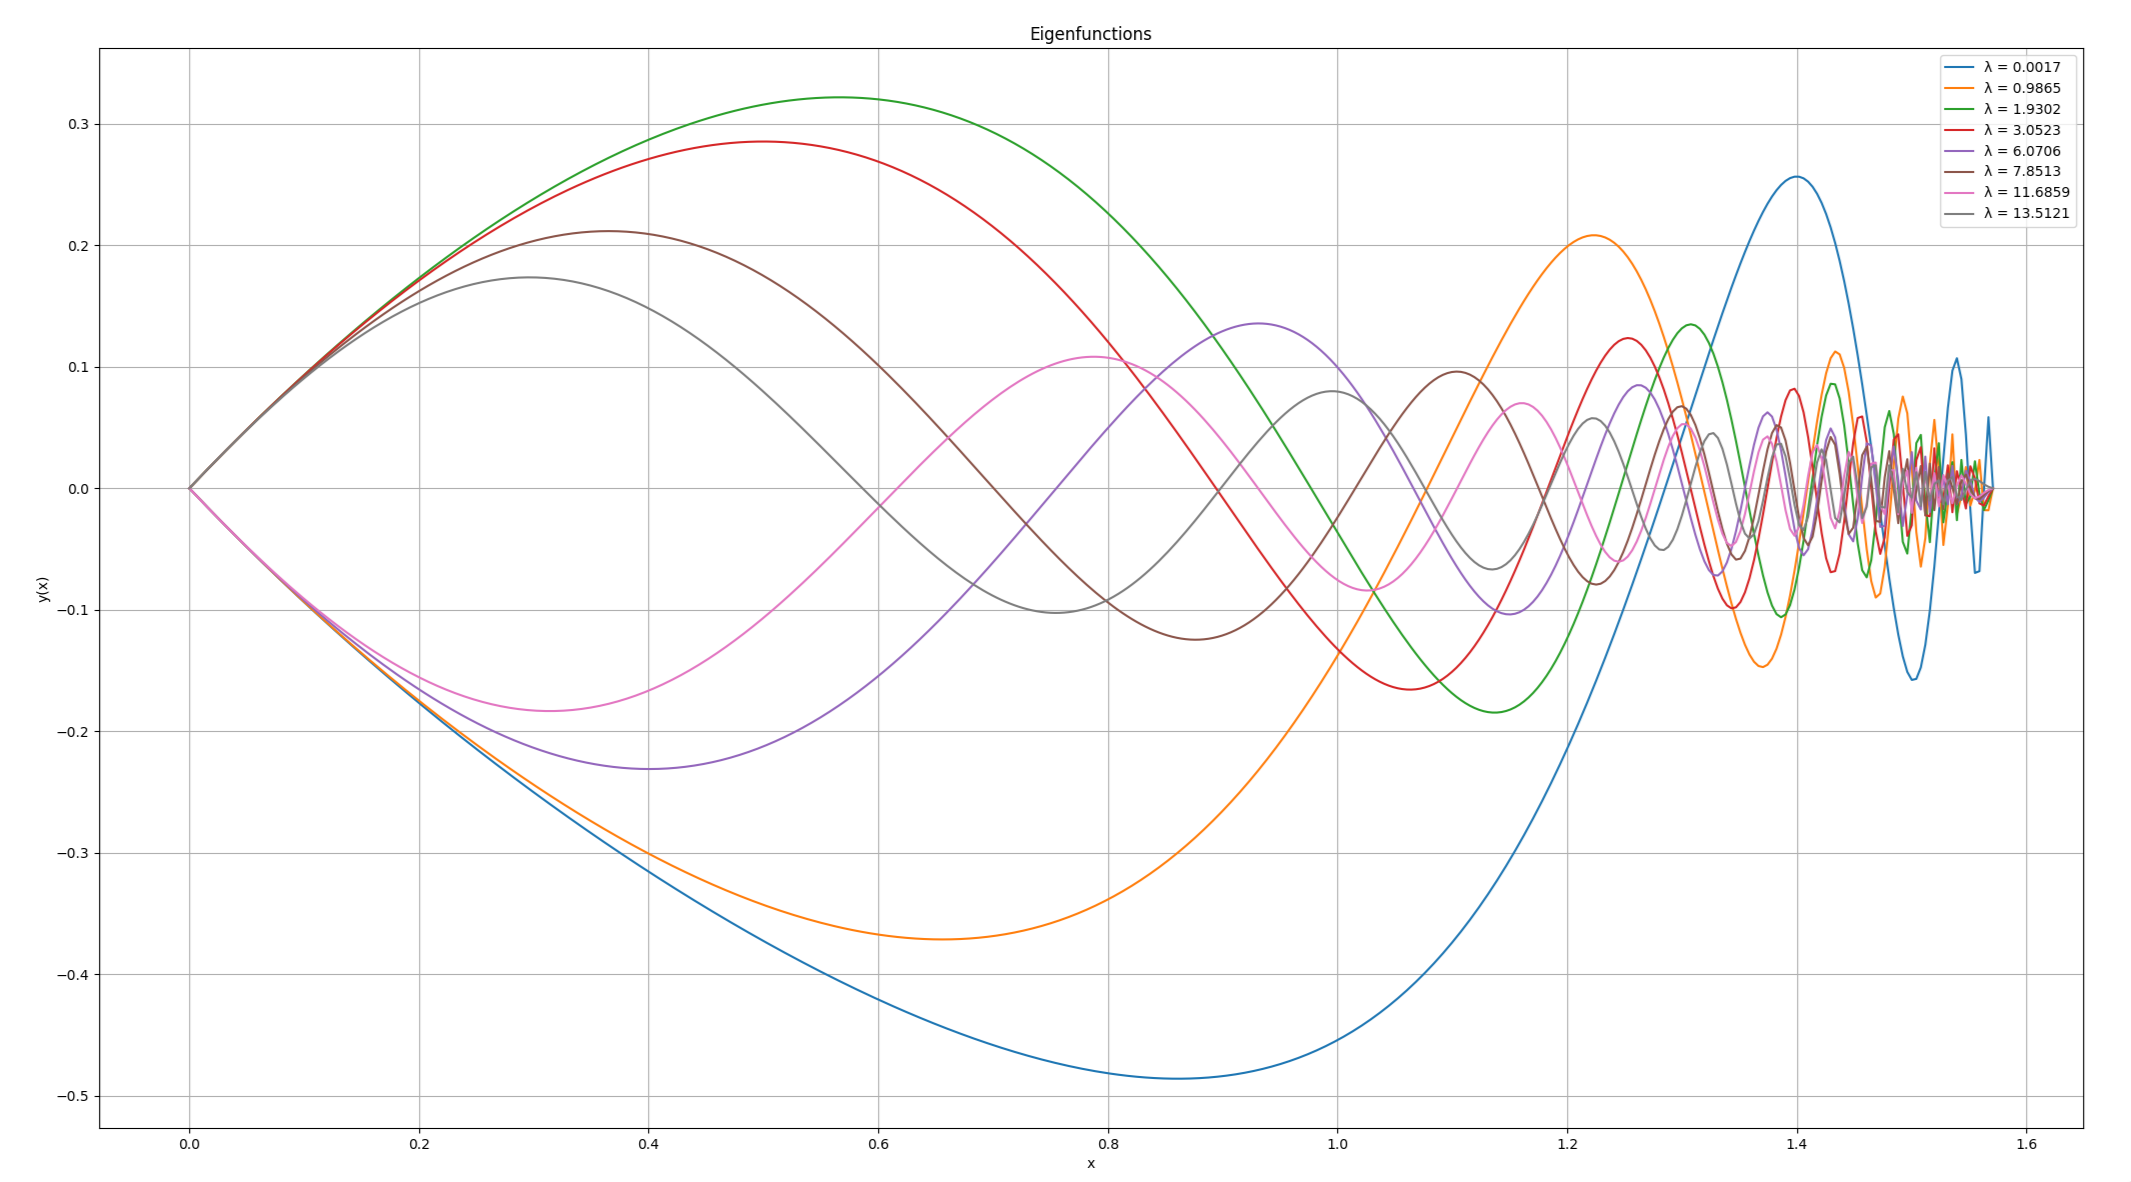 Eigenfunctions
λ = 0.0017
λ = 0.9865
λ = 1.9302
λ = 3.0523
λ = 6.0706
λ = 7.8513
λ = 11.6859
λ = 13.5121
0.3
0.2
0.1
0.0
−0.1
−0.2
−0.3
−0.4
−0.5
y(x)
0.0 0.2 0.4 0.6 0.8 1.0 1.2 1.4 1.6
x